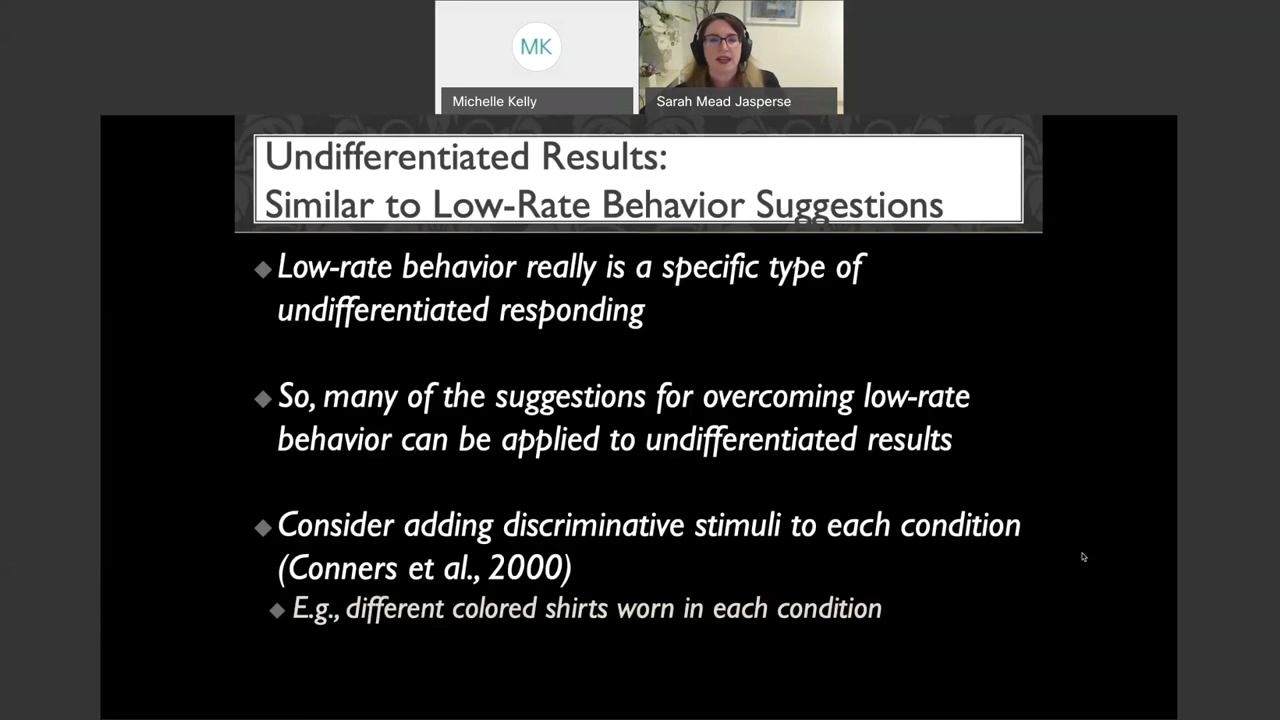 MK
Michelle Kelly
Sarah Mead Jasperse
Undifferentiated Results:
Similar to Low-Rate Behavior Suggestions
Low-rate behavior really is a specific type of
undifferentiated responding
So, many of the suggestions for overcoming low-rate
behavior can be applied to undifferentiated results
Consider adding discriminative stimuli to each condition
(Conners et al., 2000)
E.g., different colored shirts worn in each condition